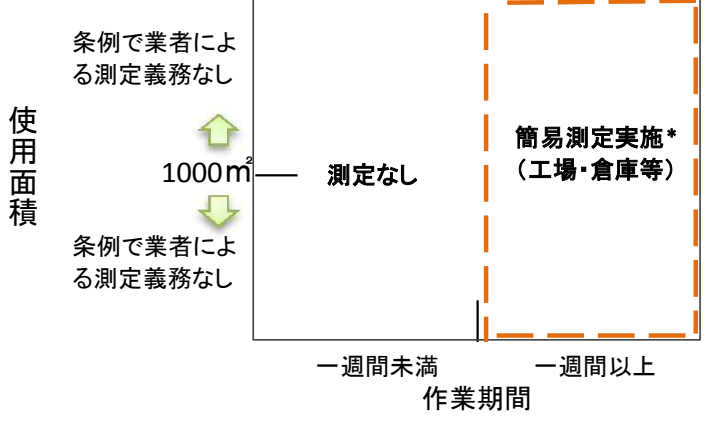 条例で業者によ
る測定義務なし
使用面積
1000㎡
測定なし
簡易測定実施*
（工場・倉庫等）
条例で業者によ
る測定義務なし
一週間未満
一週間以上
作業期間